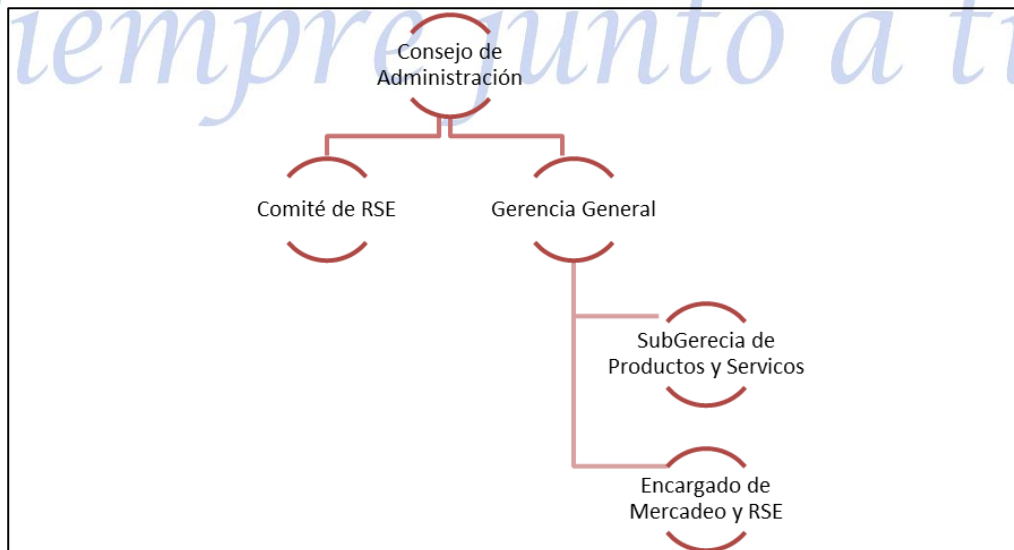 iempre junto a ti
Consejo de
Administración
Comité de RSE
Gerencia General
SubGerecia de
Productos y Servicos
Encargado de
Mercadeo y RSE